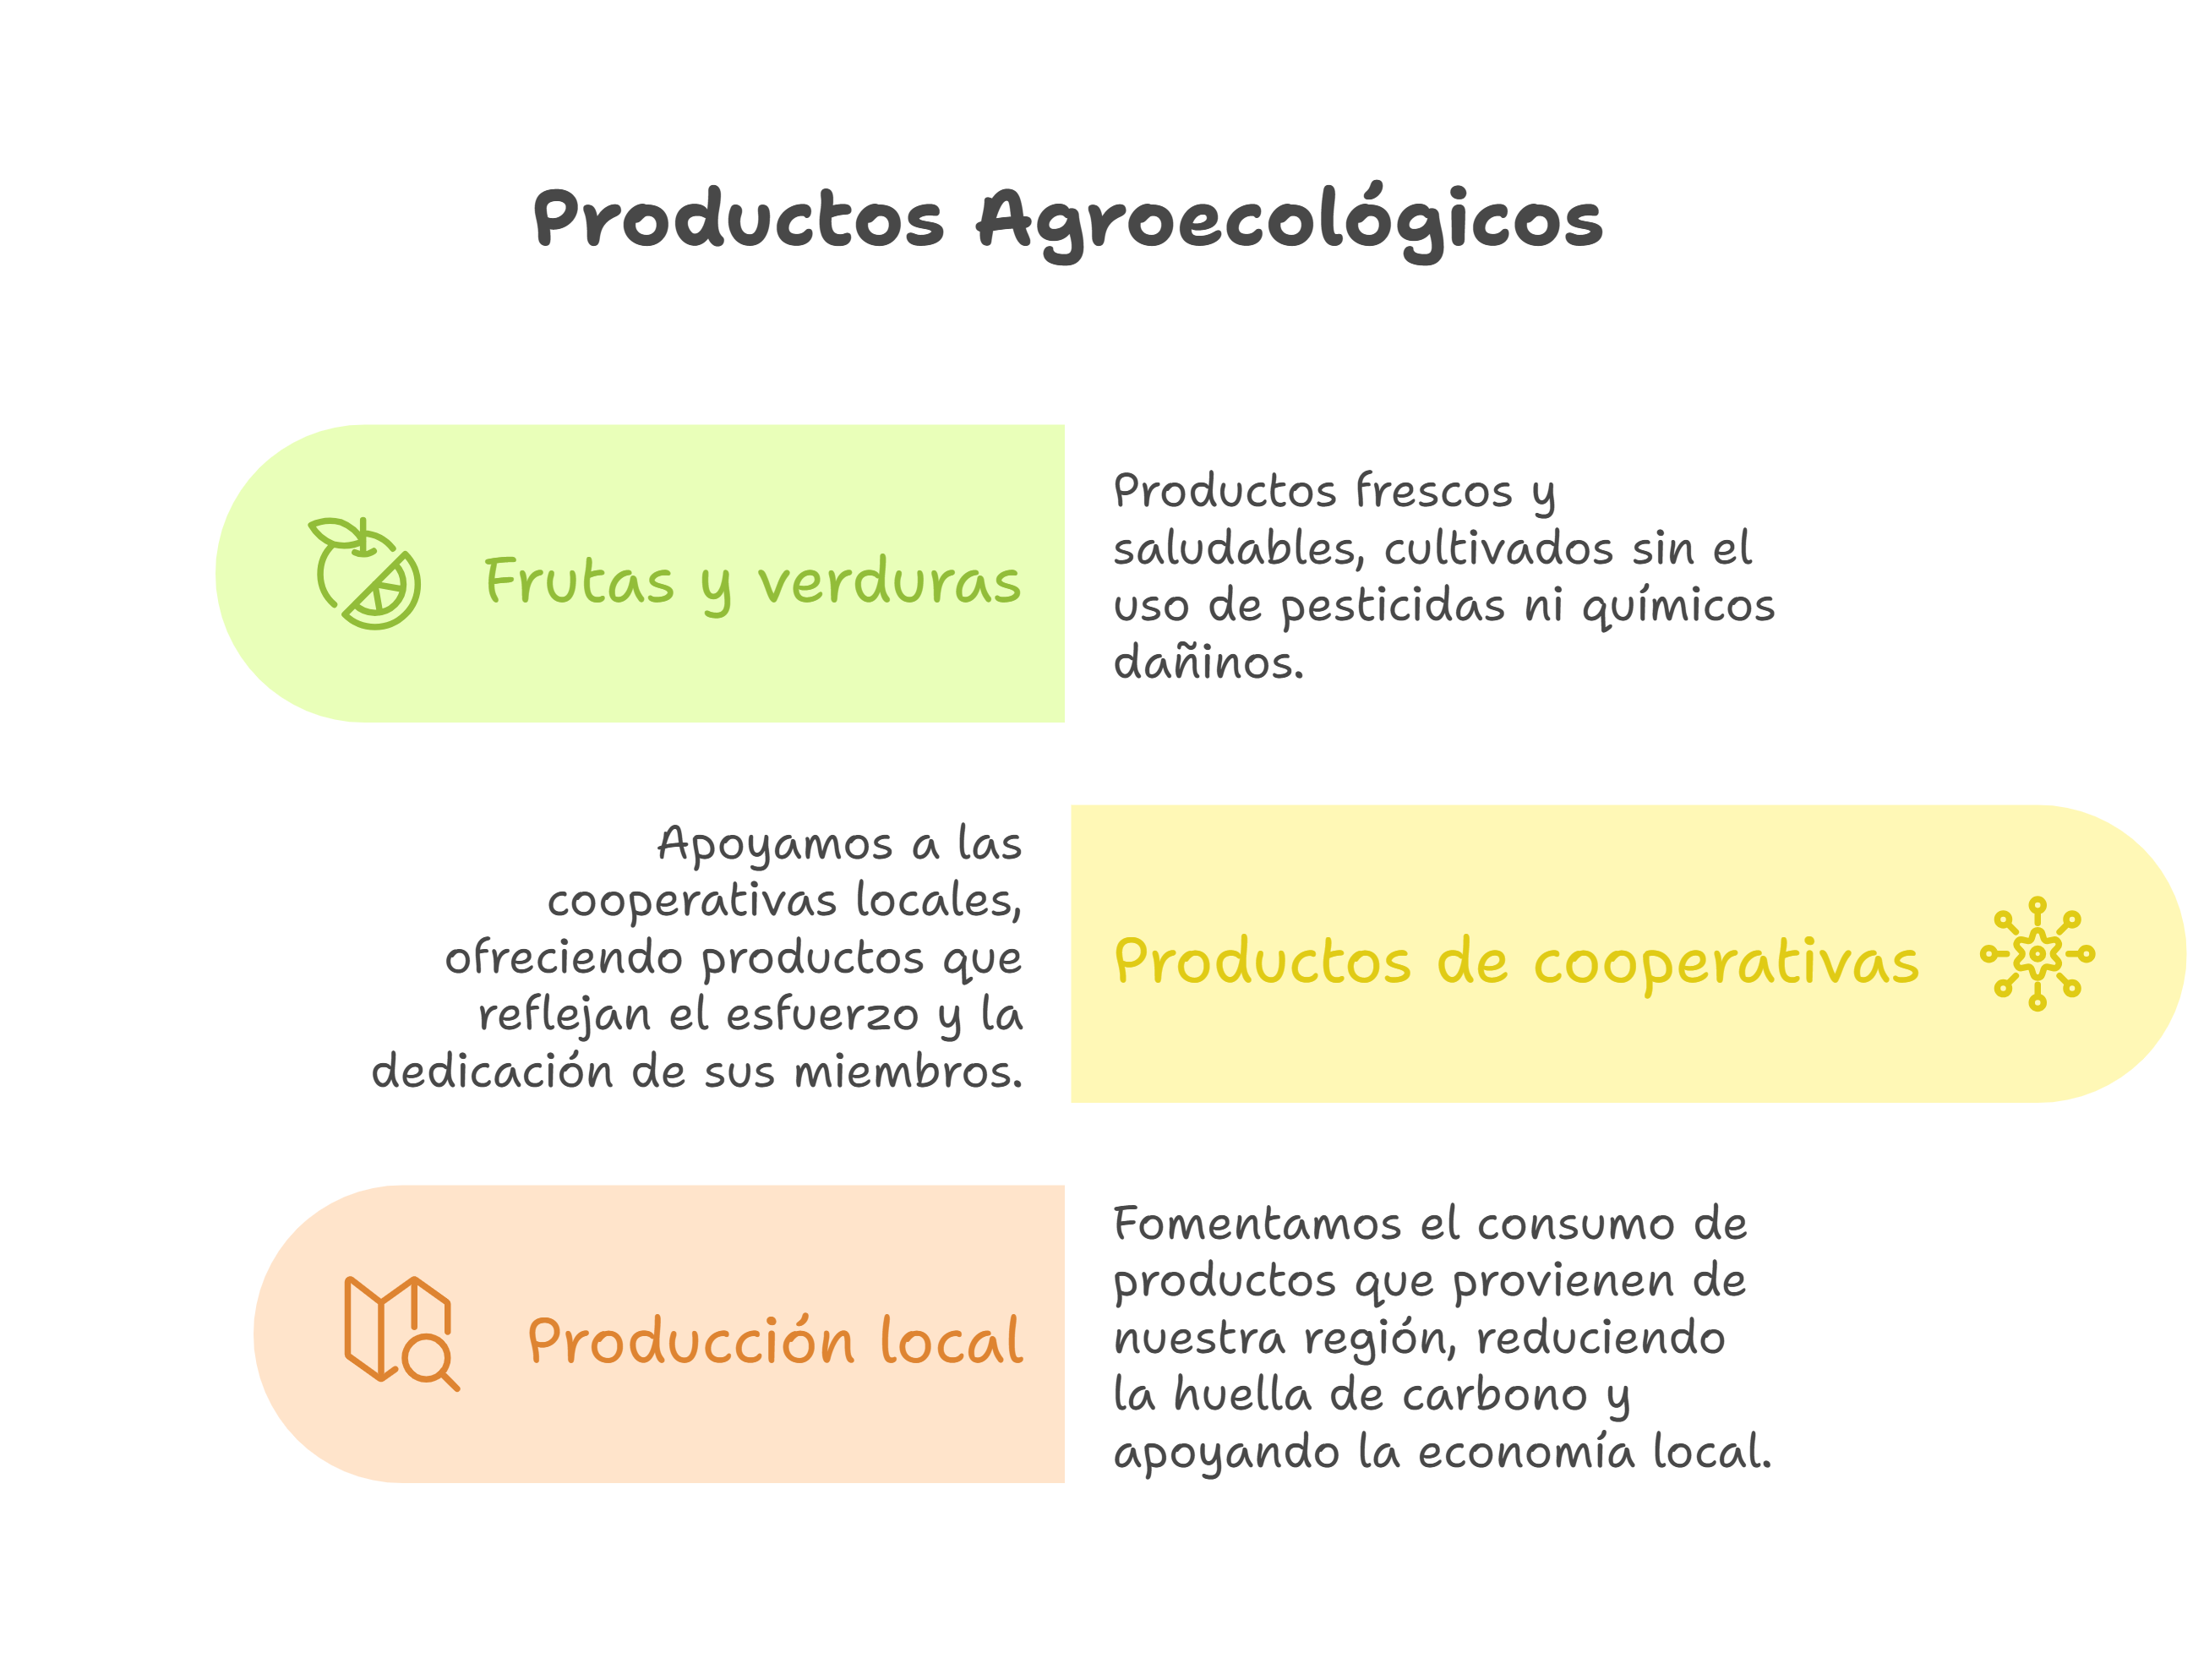 Productos Agroecológicos
Frutas y verduras
Productos frescos y
saludables, cultivados sin el
uso de pesticidas ni químicos
dañinos.
Apoyamos a las
cooperativas locales,
ofreciendo productos que
reflejan el esfuerzo y la
dedicación de sus miembros.
Productos de cooperativas
Producción local
Fomentamos el consumo de
productos que provienen de
nuestra región, reduciendo
la huella de carbono y
apoyando la economía local.